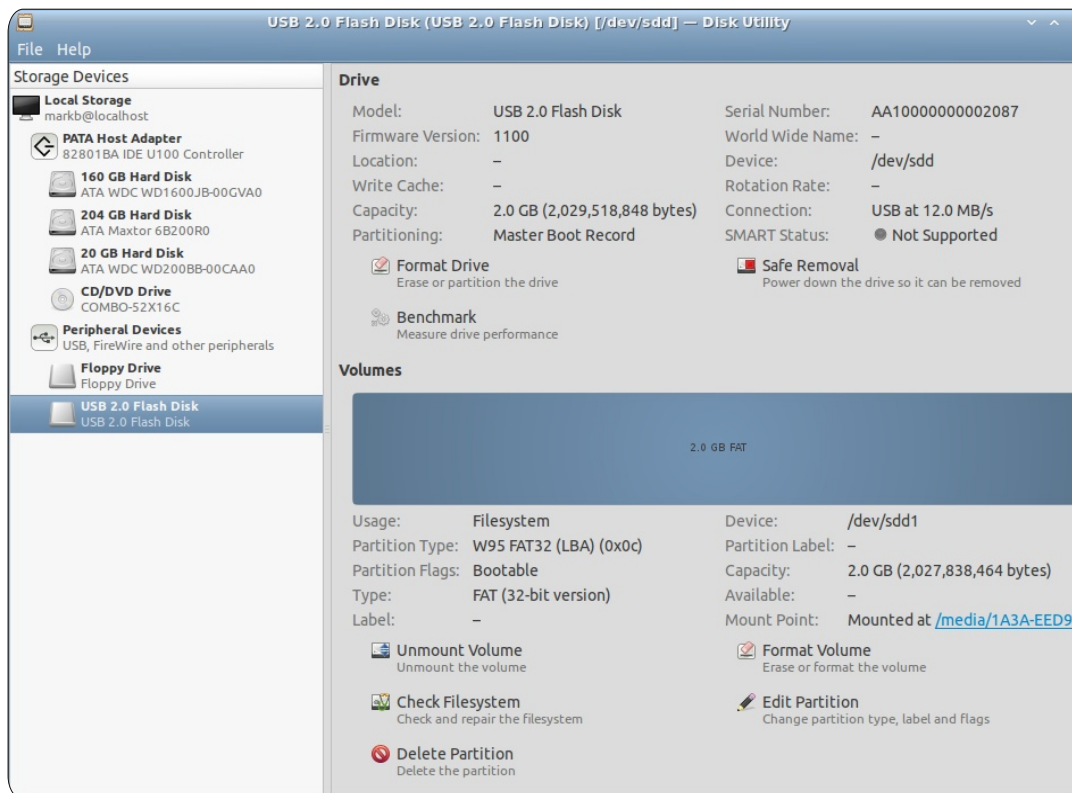 USB 2.0 Flash Disk (USB 2.0 Flash Disk) [/dev/sdd] — Disk Utility
File Help
Storage Devices
Local Storage
markb@localhost
PATA Host Adapter
82801BA IDE U100 Controller
160 GB Hard Disk
ATA WDC WD1600JB-00GVA0
204 GB Hard Disk
ATA Maxtor 6B200R0
20 GB Hard Disk
ATA WDC WD200BB-00CAA0
CD/DVD Drive
COMBO-52X16C
Peripheral Devices
USB, FireWire and other peripherals
Floppy Drive
Floppy Drive
USB 2.0 Flash Disk
USB 2.0 Flash Disk
Drive
Model: USB 2.0 Flash Disk Serial Number: AA10000000002087
Firmware Version: 1100 World Wide Name: –
Location: – Device: /dev/sdd
Write Cache: – Rotation Rate: –
Capacity: 2.0 GB (2,029,518,848 bytes) Connection: USB at 12.0 MB/s
Partitioning: Master Boot Record SMART Status: Not Supported
Format Drive Safe Removal
Erase or partition the drive Power down the drive so it can be removed
Benchmark
Measure drive performance
Volumes
2.0 GB FAT
Usage: Filesystem Device: /dev/sdd1
Partition Type: W95 FAT32 (LBA) (0x0c) Partition Label: –
Partition Flags: Bootable Capacity: 2.0 GB (2,027,838,464 bytes)
Type: FAT (32-bit version) Available: –
Label: – Mount Point: Mounted at /media/1A3A-EED9
Unmount Volume Format Volume
Unmount the volume Erase or format the volume
Check Filesystem Edit Partition
Check and repair the filesystem Change partition type, label and flags
Delete Partition
Delete the partition